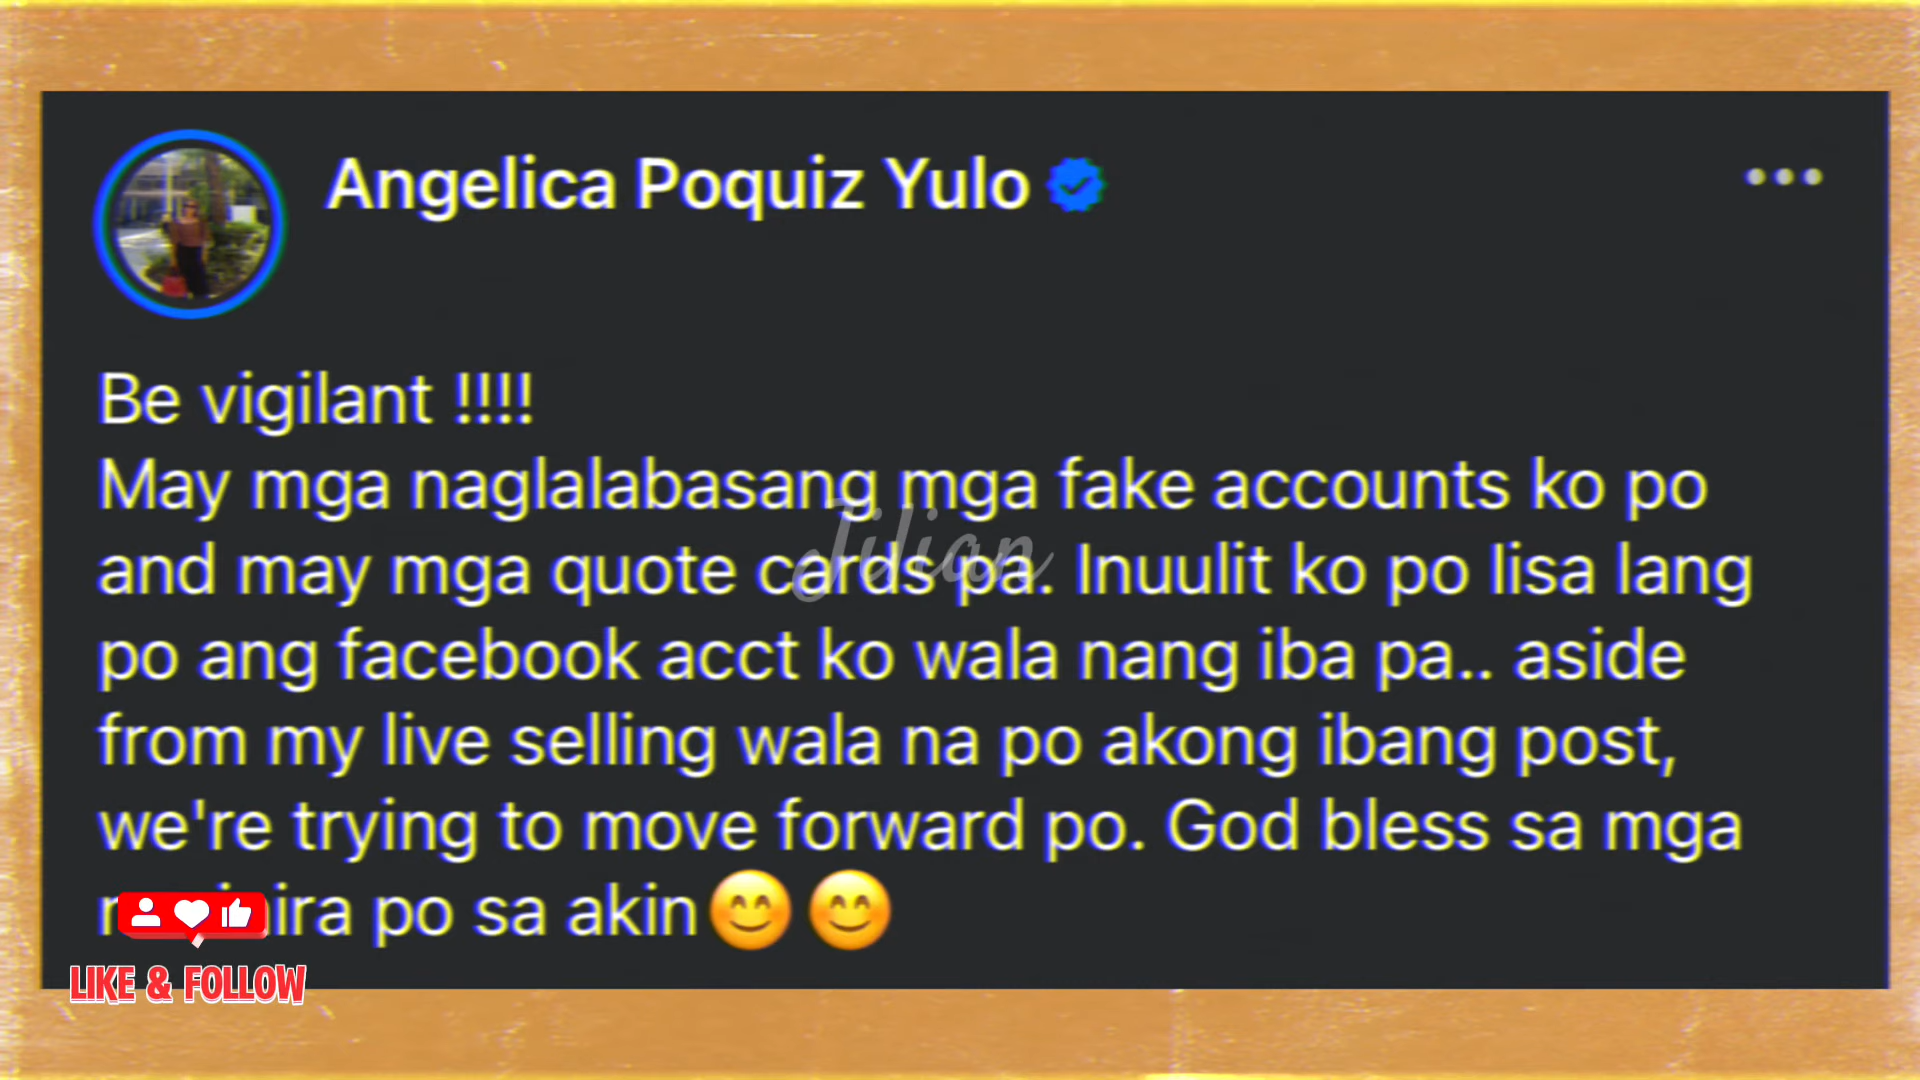 Angelica Poquiz Yulo
Be vigilant !!!!
May mga naglalabasang mga fake accounts ko po
and may mga quote cards pa. Inuulit ko po Iisa lang
po ang facebook acct ko wala nang iba pa.. aside
from my live selling wala na po akong ibang post,
we're trying to move forward po. God bless sa mga
po sa akin😊😊
Jilian
LIKE & FOLLOW